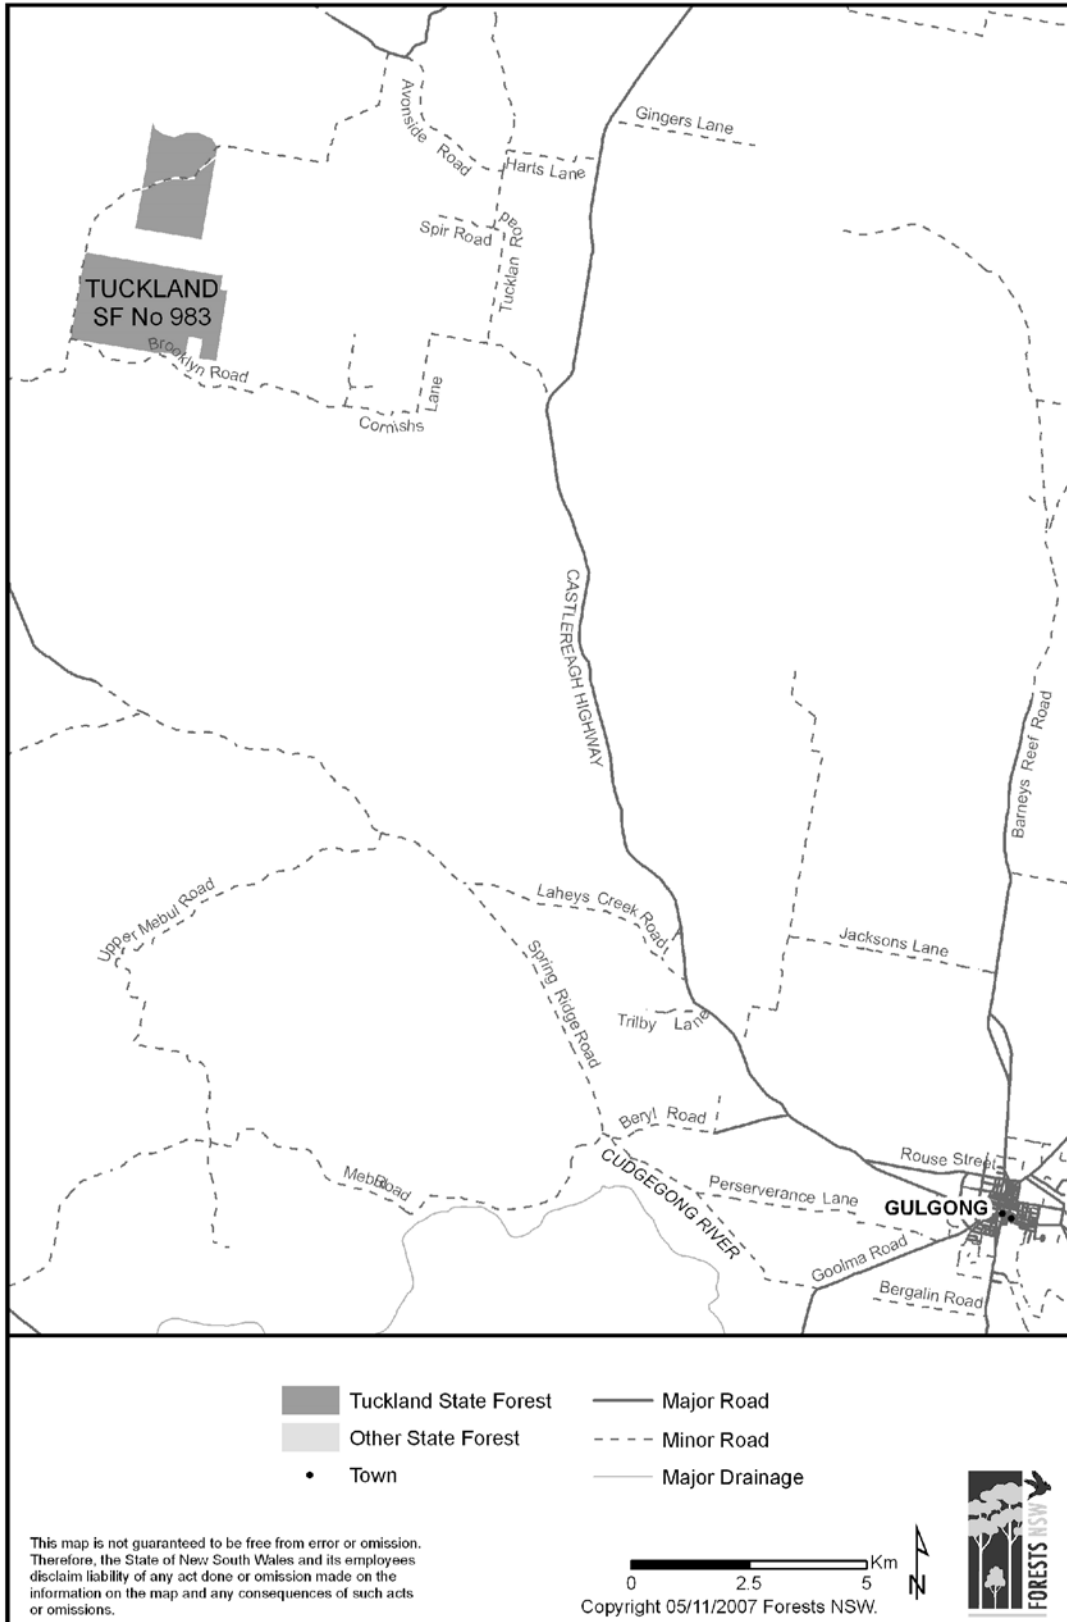 Gingers Lane
Avonside Road
Harts Lane
Spir Road
Tucklan Road
TUCKLAND
SF No 983
Brooklyn Road
Cornishs Lane
CASTLEREAGH HIGHWAY
Barneys Reef Road
Laheys Creek Road
Upper Mebul Road
Jacksons Lane
Spring Ridge Road
Trilby Lane
Beryl Road
Rouse Street
CUDGEGONG RIVER
Perserverance Lane
Road
GULGONG
Goolma Road
Bergalin Road
Tuckland State Forest
Other State Forest
Town
Major Road
Minor Road
Major Drainage
This map is not guaranteed to be free from error or omission.
Therefore, the State of New South Wales and its employees
disclaim liability of any act done or omission made on the
information on the map and any consequences of such acts
or omissions.
Km
0 2.5 5
N
Copyright 05/11/2007 Forests NSW.
FORESTS NSW